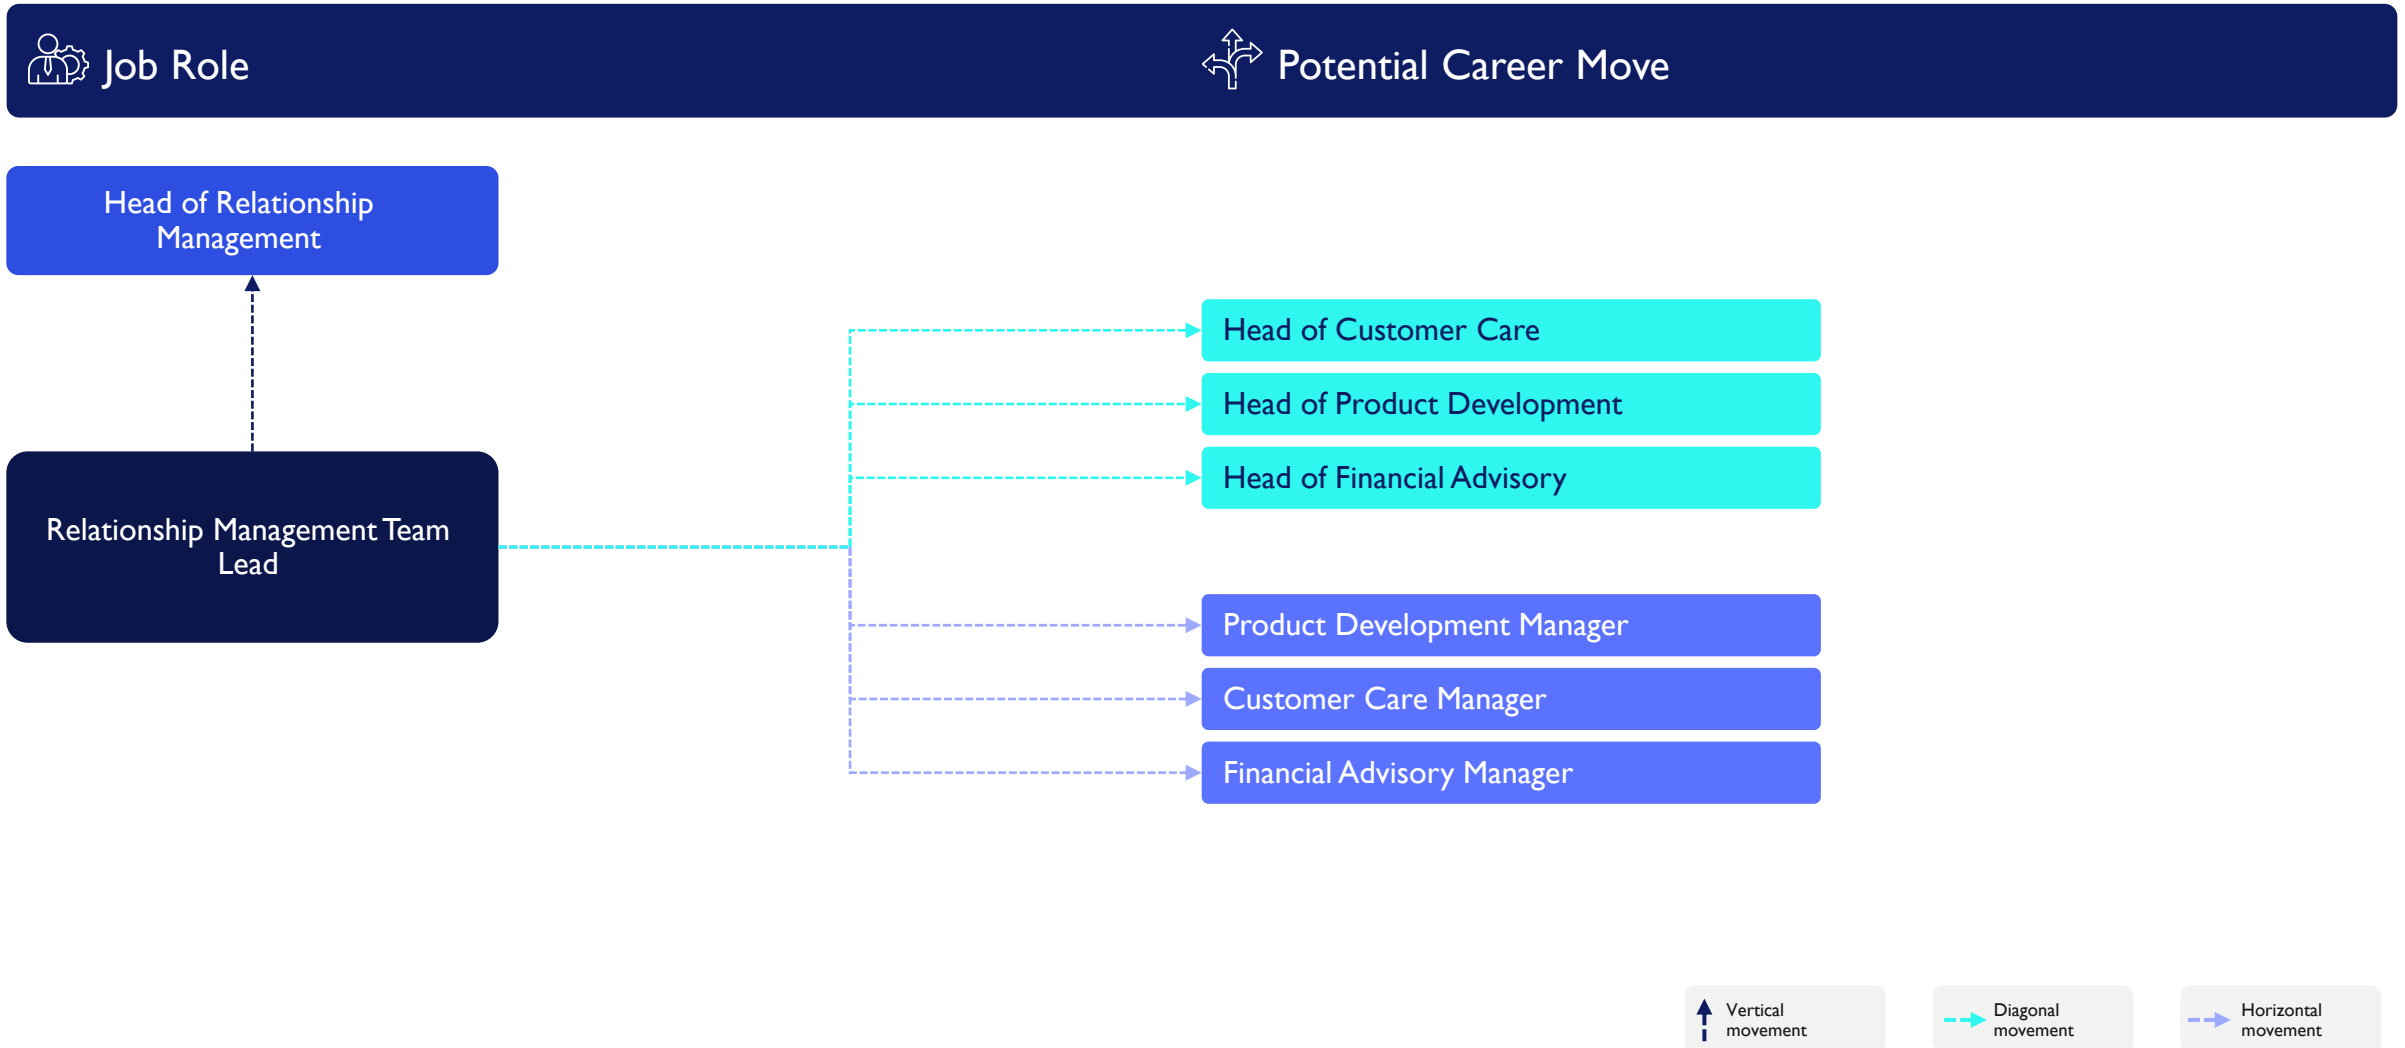 Job Role
Potential Career Move
Head of Relationship
Management
Relationship Management Team
Lead
Head of Customer Care
Head of Product Development
Head of Financial Advisory
Product Development Manager
Customer Care Manager
Financial Advisory Manager
Vertical
movement
Diagonal
movement
Horizontal
movement